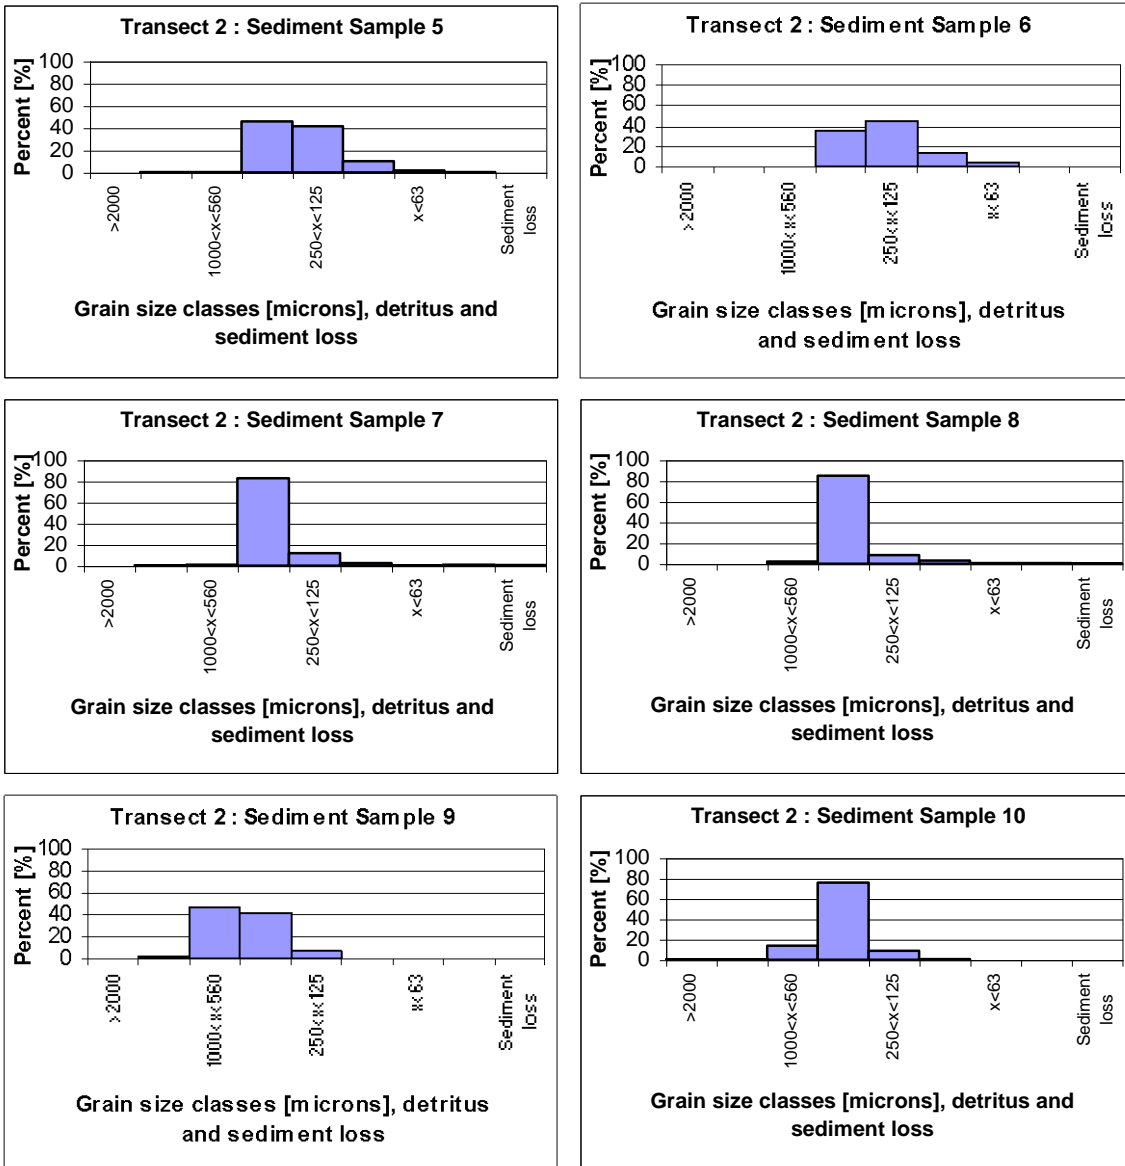 Transect 2 : Sediment Sample 5
Percent [%]
100
80
60
40
20
0
>2000
1000<x<560
250<x<125
x<63
Sediment
loss
Grain size classes [microns], detritus and
sediment loss
Transect 2 : Sediment Sample 6
Percent [%]
100
80
60
40
20
0
>2000
1000<x<560
250<x<125
x<63
Sediment
loss
Grain size classes [microns], detritus
and sediment loss
Transect 2 : Sediment Sample 7
Percent [%]
100
80
60
40
20
0
>2000
1000<x<560
250<x<125
x<63
Sediment
loss
Grain size classes [microns], detritus and
sediment loss
Transect 2 : Sediment Sample 8
Percent [%]
100
80
60
40
20
0
>2000
1000<x<560
250<x<125
x<63
Sediment
loss
Grain size classes [microns], detritus and
sediment loss
Transect 2 : Sediment Sample 9
Percent [%]
100
80
60
40
20
0
>2000
1000<x<560
250<x<125
x<63
Sediment
loss
Grain size classes [microns], detritus
and sediment loss
Transect 2 : Sediment Sample 10
Percent [%]
100
80
60
40
20
0
>2000
1000<x<560
250<x<125
x<63
Sediment
loss
Grain size classes [microns], detritus and
sediment loss